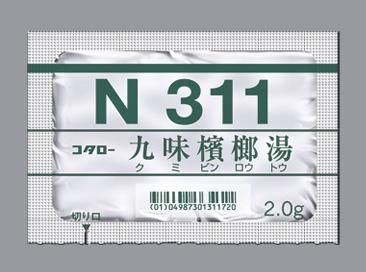 N 311
コタロー 九味檳榔湯
クミビンロウトウ
(01)04987301311720
2.0g
切り口